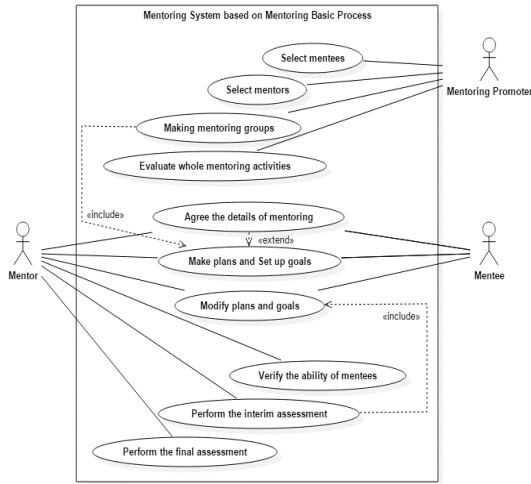 Mentoring System based on Mentoring Basic Process
Select mentees
Select mentors
Mentoring Promoter
Making mentoring groups
Evaluate whole mentoring activities
«include»
Agree the details of mentoring
«extend»
Make plans and Set up goals
Mentor
Mentee
Modify plans and goals
«include»
Verify the ability of mentees
Perform the interim assessment
Perform the final assessment